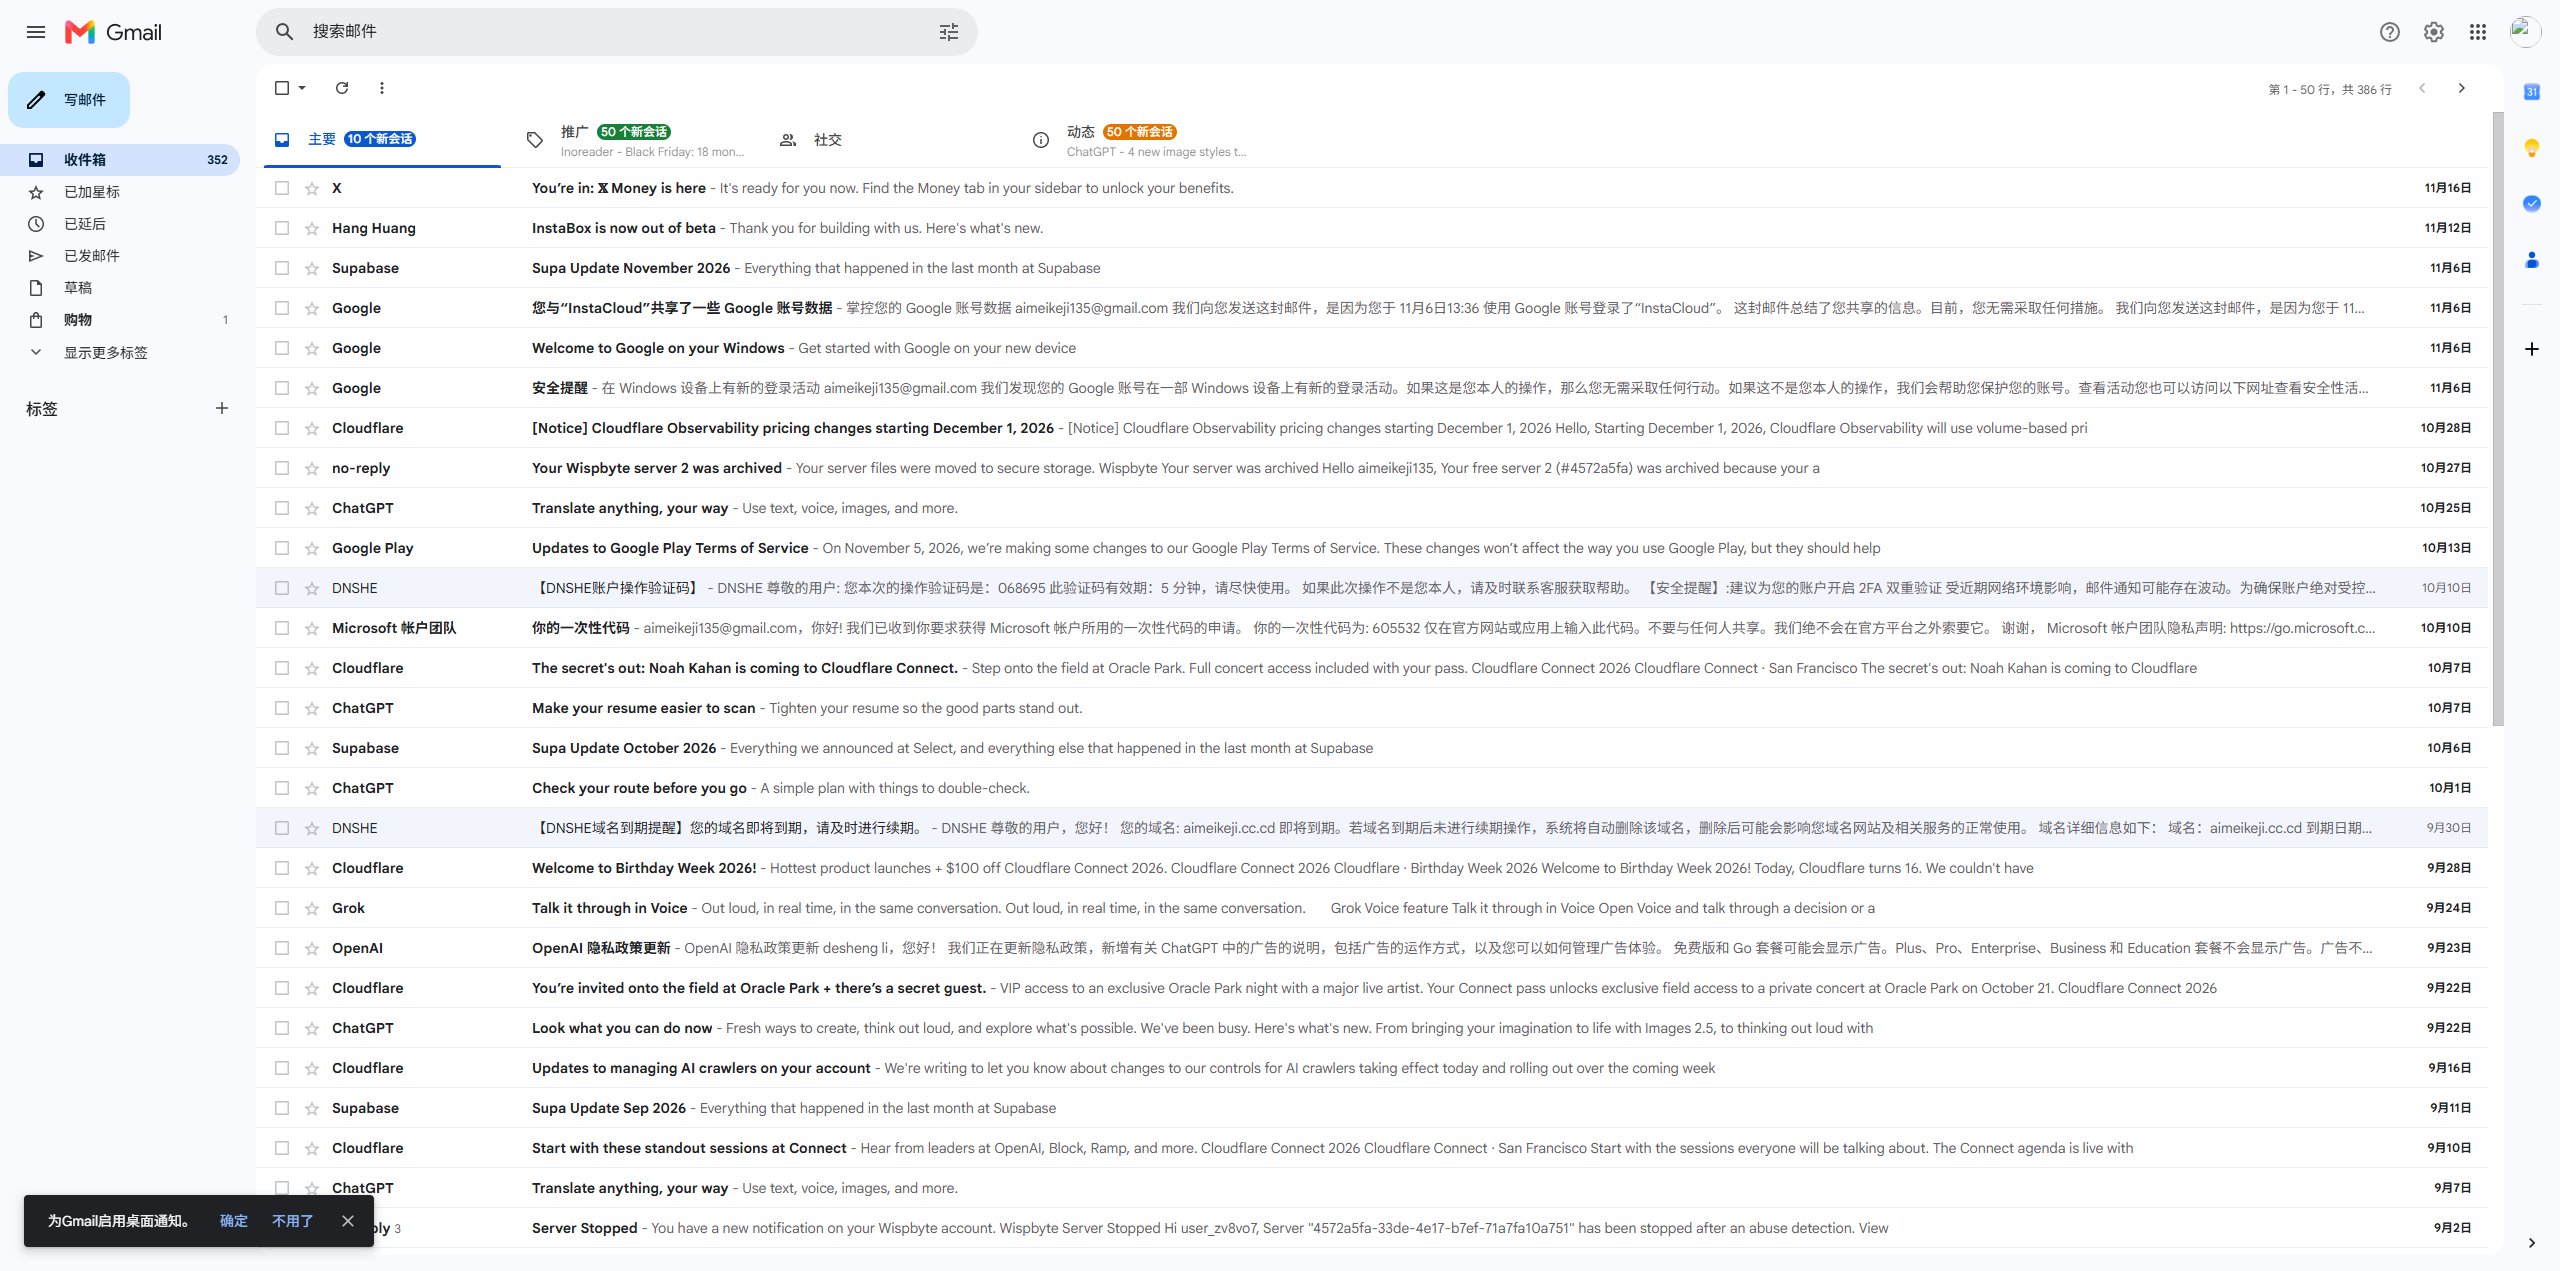 Gmail
搜索邮件
写邮件
收件箱 352
已加星标
已延后
已发邮件
草稿
购物 1
显示更多标签
标签
第 1 - 50 行，共 386 行
主要 10 个新会话
推广 50 个新会话
Inoreader - Black Friday: 18 mon...
社交
动态 50 个新会话
ChatGPT - 4 new image styles t...
X You’re in: 𝕏 Money is here - It's ready for you now. Find the Money tab in your sidebar to unlock your benefits. 11月16日
Hang Huang InstaBox is now out of beta - Thank you for building with us. Here's what's new. 11月12日
Supabase Supa Update November 2026 - Everything that happened in the last month at Supabase 11月6日
Google 您与“InstaCloud”共享了一些 Google 账号数据 - 掌控您的 Google 账号数据 aimeikeji135@gmail.com 我们向您发送这封邮件，是因为您于 11月6日13:36 使用 Google 账号登录了“InstaCloud”。 这封邮件总结了您共享的信息。目前，您无需采取任何措施。 我们向您发送这封邮件，是因为您于 11... 11月6日
Google Welcome to Google on your Windows - Get started with Google on your new device 11月6日
Google 安全提醒 - 在 Windows 设备上有新的登录活动 aimeikeji135@gmail.com 我们发现您的 Google 账号在一部 Windows 设备上有新的登录活动。如果这是您本人的操作，那么您无需采取任何行动。如果这不是您本人的操作，我们会帮助您保护您的账号。查看活动您也可以访问以下网址查看安全性活... 11月6日
Cloudflare [Notice] Cloudflare Observability pricing changes starting December 1, 2026 - [Notice] Cloudflare Observability pricing changes starting December 1, 2026 Hello, Starting December 1, 2026, Cloudflare Observability will use volume-based pri 10月28日
no-reply Your Wispbyte server 2 was archived - Your server files were moved to secure storage. Wispbyte Your server was archived Hello aimeikeji135, Your free server 2 (#4572a5fa) was archived because your a 10月27日
ChatGPT Translate anything, your way - Use text, voice, images, and more. 10月25日
Google Play Updates to Google Play Terms of Service - On November 5, 2026, we’re making some changes to our Google Play Terms of Service. These changes won’t affect the way you use Google Play, but they should help 10月13日
DNSHE 【DNSHE账户操作验证码】 - DNSHE 尊敬的用户: 您本次的操作验证码是：068695 此验证码有效期：5 分钟，请尽快使用。 如果此次操作不是您本人，请及时联系客服获取帮助。 【安全提醒】:建议为您的账户开启 2FA 双重验证 受近期网络环境影响，邮件通知可能存在波动。为确保账户绝对受控... 10月10日
Microsoft 帐户团队 你的一次性代码 - aimeikeji135@gmail.com，你好! 我们已收到你要求获得 Microsoft 帐户所用的一次性代码的申请。 你的一次性代码为: 605532 仅在官方网站或应用上输入此代码。不要与任何人共享。我们绝不会在官方平台之外索要它。 谢谢， Microsoft 帐户团队隐私声明: https://go.microsoft.c... 10月10日
Cloudflare The secret's out: Noah Kahan is coming to Cloudflare Connect. - Step onto the field at Oracle Park. Full concert access included with your pass. Cloudflare Connect 2026 Cloudflare Connect · San Francisco The secret's out: Noah Kahan is coming to Cloudflare 10月7日
ChatGPT Make your resume easier to scan - Tighten your resume so the good parts stand out. 10月7日
Supabase Supa Update October 2026 - Everything we announced at Select, and everything else that happened in the last month at Supabase 10月6日
ChatGPT Check your route before you go - A simple plan with things to double-check. 10月1日
DNSHE 【DNSHE域名到期提醒】您的域名即将到期，请及时进行续期。 - DNSHE 尊敬的用户，您好！ 您的域名: aimeikeji.cc.cd 即将到期。若域名到期后未进行续期操作，系统将自动删除该域名，删除后可能会影响您域名网站及相关服务的正常使用。 域名详细信息如下： 域名：aimeikeji.cc.cd 到期日期... 9月30日
Cloudflare Welcome to Birthday Week 2026! - Hottest product launches + $100 off Cloudflare Connect 2026. Cloudflare Connect 2026 Cloudflare · Birthday Week 2026 Welcome to Birthday Week 2026! Today, Cloudflare turns 16. We couldn't have 9月28日
Grok Talk it through in Voice - Out loud, in real time, in the same conversation. Out loud, in real time, in the same conversation. Grok Voice feature Talk it through in Voice Open Voice and talk through a decision or a 9月24日
OpenAI OpenAI 隐私政策更新 - OpenAI 隐私政策更新 desheng li，您好！ 我们正在更新隐私政策，新增有关 ChatGPT 中的广告的说明，包括广告的运作方式，以及您可以如何管理广告体验。 免费版和 Go 套餐可能会显示广告。Plus、Pro、Enterprise、Business 和 Education 套餐不会显示广告。广告不... 9月23日
Cloudflare You’re invited onto the field at Oracle Park + there’s a secret guest. - VIP access to an exclusive Oracle Park night with a major live artist. Your Connect pass unlocks exclusive field access to a private concert at Oracle Park on October 21. Cloudflare Connect 2026 9月22日
ChatGPT Look what you can do now - Fresh ways to create, think out loud, and explore what's possible. We've been busy. Here's what's new. From bringing your imagination to life with Images 2.5, to thinking out loud with 9月22日
Cloudflare Updates to managing AI crawlers on your account - We're writing to let you know about changes to our controls for AI crawlers taking effect today and rolling out over the coming week 9月16日
Supabase Supa Update Sep 2026 - Everything that happened in the last month at Supabase 9月11日
Cloudflare Start with these standout sessions at Connect - Hear from leaders at OpenAI, Block, Ramp, and more. Cloudflare Connect 2026 Cloudflare Connect · San Francisco Start with the sessions everyone will be talking about. The Connect agenda is live with 9月10日
ChatGPT Translate anything, your way - Use text, voice, images, and more. 9月7日
ply 3 Server Stopped - You have a new notification on your Wispbyte account. Wispbyte Server Stopped Hi user_zv8vo7, Server "4572a5fa-33de-4e17-b7ef-71a7fa10a751" has been stopped after an abuse detection. View 9月2日
为Gmail启用桌面通知。 确定 不用了
31